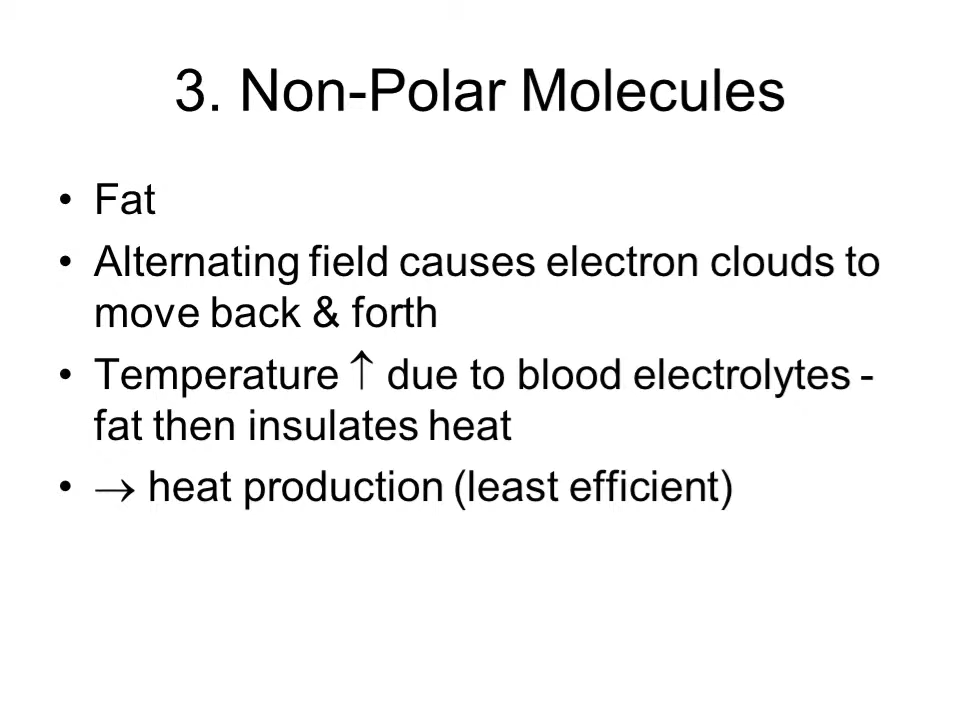 3. Non-Polar Molecules
• Fat
• Alternating field causes electron clouds to
move back & forth
• Temperature ↑ due to blood electrolytes -
fat then insulates heat
• → heat production (least efficient)